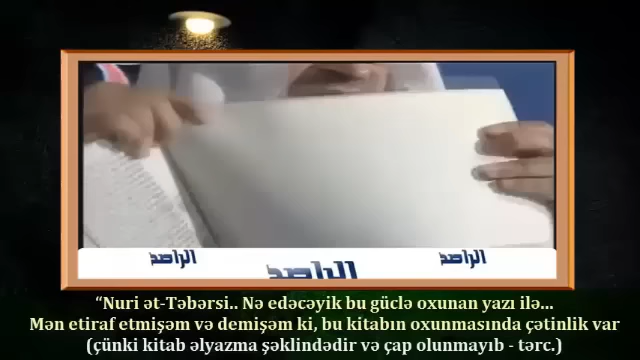 الراصد
الراصد
الراصد
“Nuri ət-Təbərsi.. Nə edəcəyik bu güclə oxunan yazı ilə...
Mən etiraf etmişəm və demişəm ki, bu kitabın oxunmasında çətinlik var
(çünki kitab əlyazma şəklindədir və çap olunmayıb - tərc.)